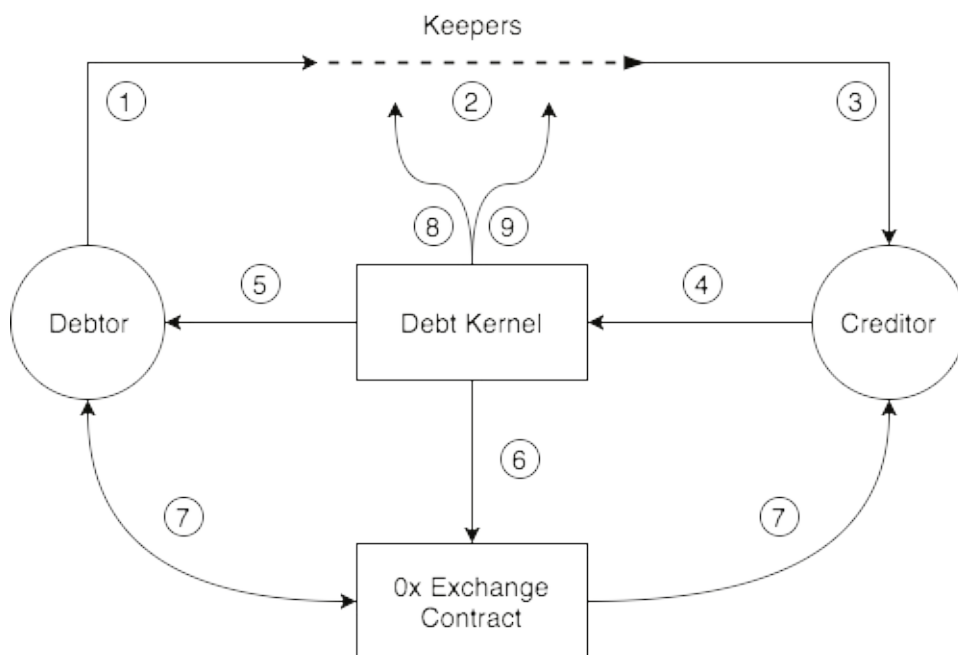 Keepers
1
2
3
8
9
5
4
Debtor
Debt Kernel
Creditor
6
7
7
0x Exchange
Contract